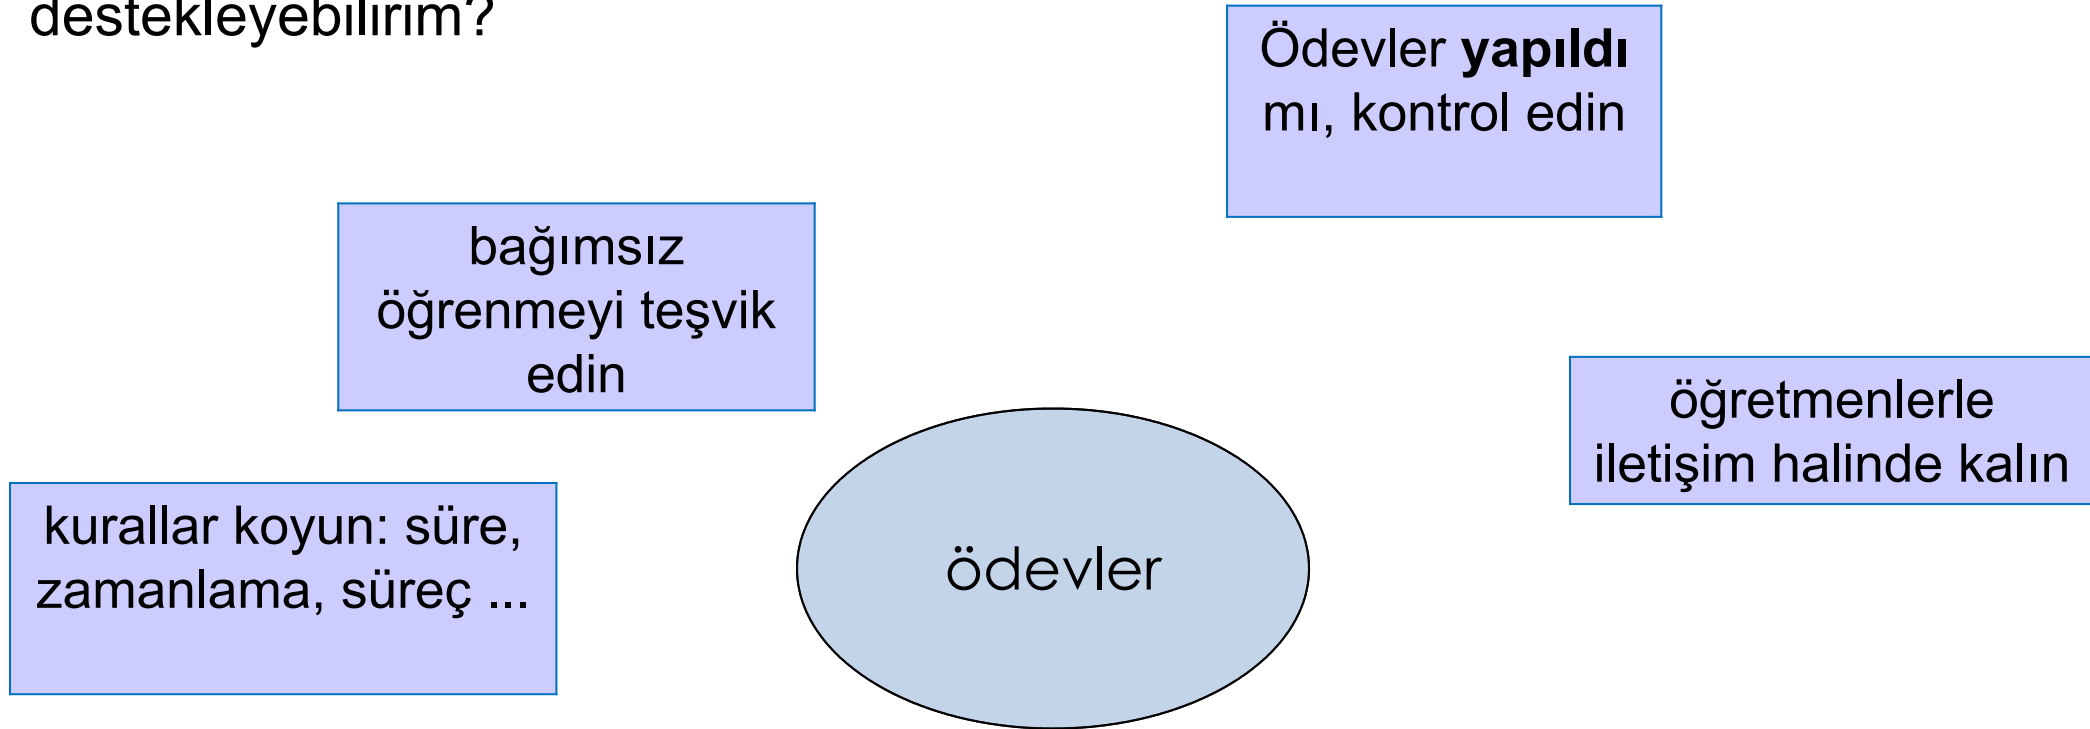 destekleyebilirim?
Ödevler yapıldı
mı, kontrol edin
bağımsız
öğrenmeyi teşvik
edin
öğretmenlerle
iletişim halinde kalın
kurallar koyun: süre,
zamanlama, süreç ...
ödevler